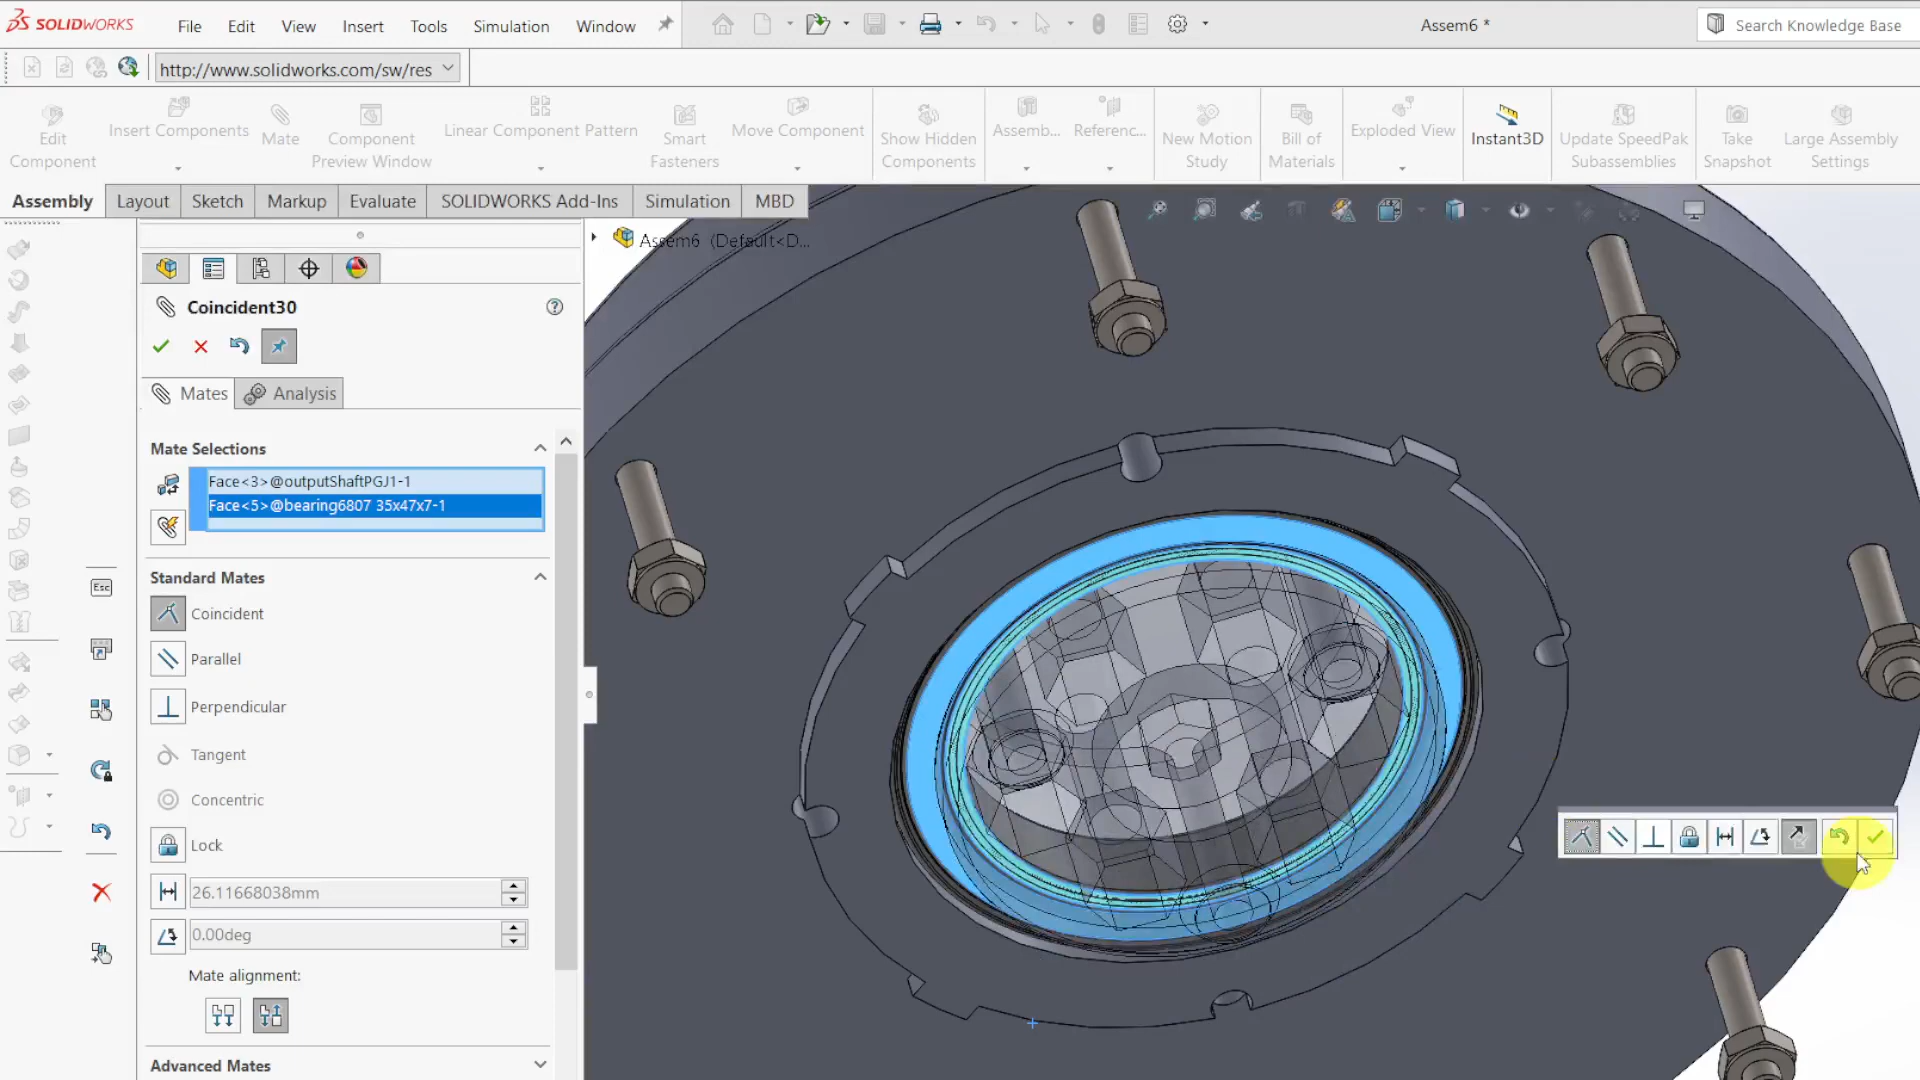 SOLIDWORKS File Edit View Insert Tools Simulation Window Assem6 * Search Knowledge Base
http://www.solidworks.com/sw/res
Edit Component Insert Components Mate Component Preview Window Linear Component Pattern Smart Fasteners Move Component Show Hidden Components Assemb... Referenc... New Motion Study Bill of Materials Exploded View Instant3D Update SpeedPak Subassemblies Take Snapshot Large Assembly Settings
Assembly Layout Sketch Markup Evaluate SOLIDWORKS Add-Ins Simulation MBD
Assem6 (Default<D...
Coincident30
Mates Analysis
Mate Selections
Face<3>@outputShaftPGJ1-1
Face<5>@bearing6807 35x47x7-1
Standard Mates
Esc
Coincident
Parallel
Perpendicular
Tangent
Concentric
Lock
26.11668038mm
0.00deg
Mate alignment:
Advanced Mates